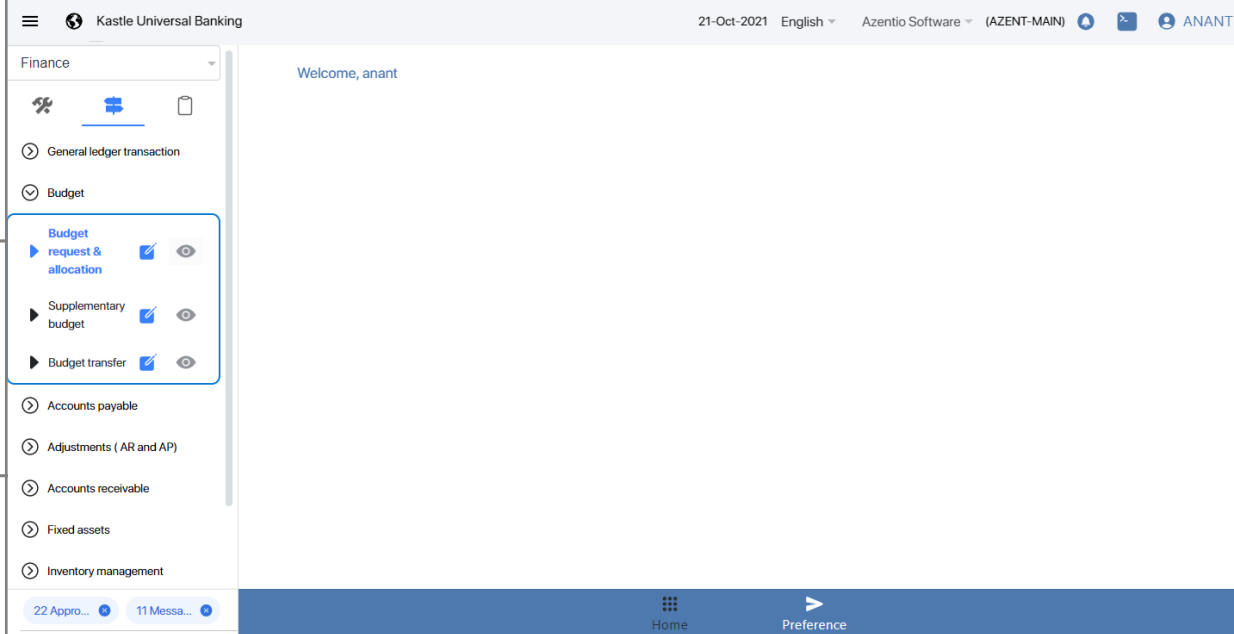 Kastle Universal Banking
21-Oct-2021 English Azentio Software (AZENT-MAIN) ANANT
Finance
Welcome, anant
General ledger transaction
Budget
Budget
request &
allocation
Supplementary
budget
Budget transfer
Accounts payable
Adjustments ( AR and AP)
Accounts receivable
Fixed assets
Inventory management
22 Appro... 11 Messa...
Home Preference